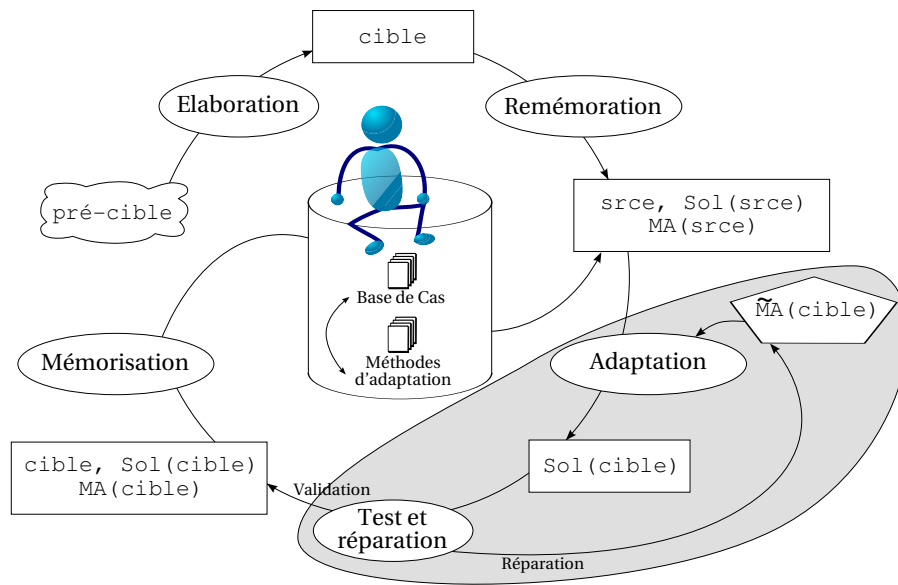 cible
Elaboration
Remémoration
pré-cible
srce, Sol(srce)
MA(srce)
Base de Cas
M̃A(cible)
Mémorisation
Méthodes
d'adaptation
Adaptation
cible, Sol(cible)
MA(cible)
Sol(cible)
Validation
Test et
réparation
Réparation